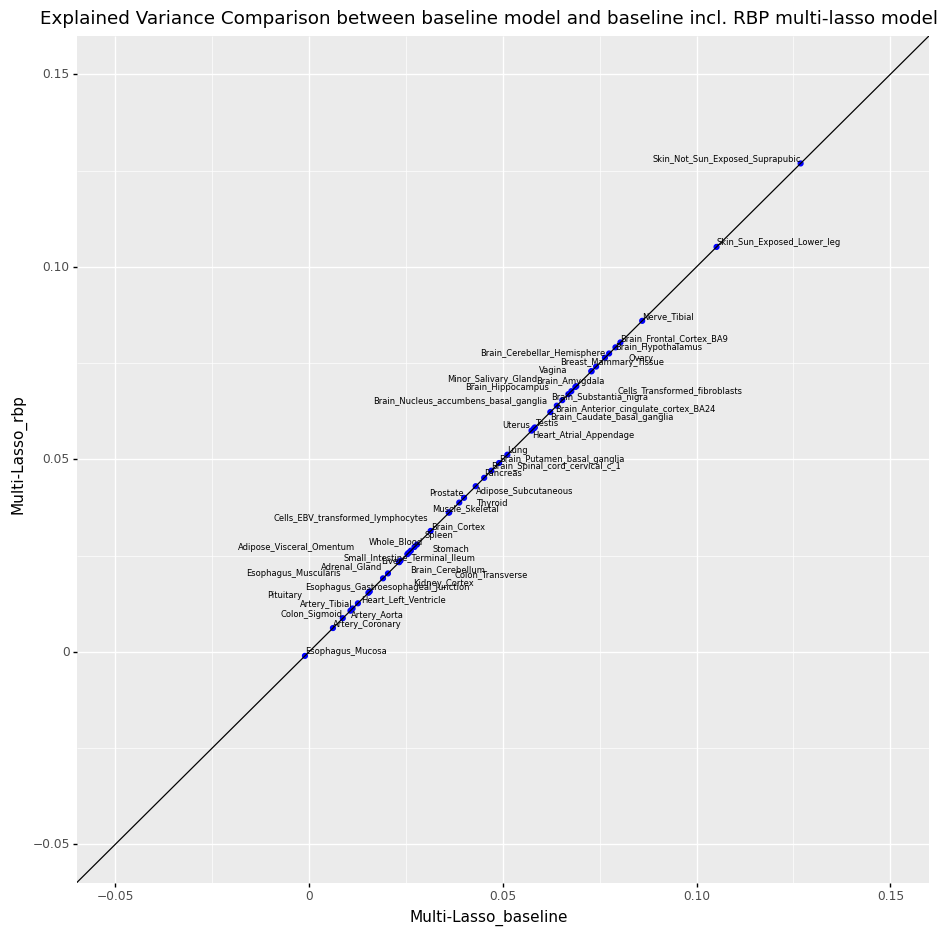 Explained Variance Comparison between baseline model and baseline incl. RBP multi-lasso model
0.15
Skin_Not_Sun_Exposed_Suprapubic
0.10
Skin_Sun_Exposed_Lower_leg
Nerve_Tibial
Brain_Frontal_Cortex_BA9
Brain_Hypothalamus
Brain_Cerebellar_Hemisphere
Ovary
Breast_Mammary_Tissue
Vagina
Minor_Salivary_Gland
Brain_Amygdala
Brain_Hippocampus
Cells_Transformed_fibroblasts
Brain_Substantia_nigra
Brain_Nucleus_accumbens_basal_ganglia
Brain_Anterior_cingulate_cortex_BA24
Brain_Caudate_basal_ganglia
Uterus
Testis
Heart_Atrial_Appendage
Lung
0.05
Brain_Putamen_basal_ganglia
Brain_Spinal_cord_cervical_c_1
Pancreas
Prostate
Adipose_Subcutaneous
Thyroid
Muscle_Skeletal
Cells_EBV_transformed_lymphocytes
Brain_Cortex
Spleen
Whole_Blood
Adipose_Visceral_Omentum
Stomach
Small_Intestine_Terminal_Ileum
Liver
Adrenal_Gland
Brain_Cerebellum
Esophagus_Muscularis
Colon_Transverse
Kidney_Cortex
Esophagus_Gastroesophageal_Junction
Pituitary
Heart_Left_Ventricle
Artery_Tibial
Colon_Sigmoid
Artery_Aorta
Artery_Coronary
0
Esophagus_Mucosa
−0.05
−0.05
0
0.05
0.10
0.15
Multi-Lasso_baseline
Multi-Lasso_rbp